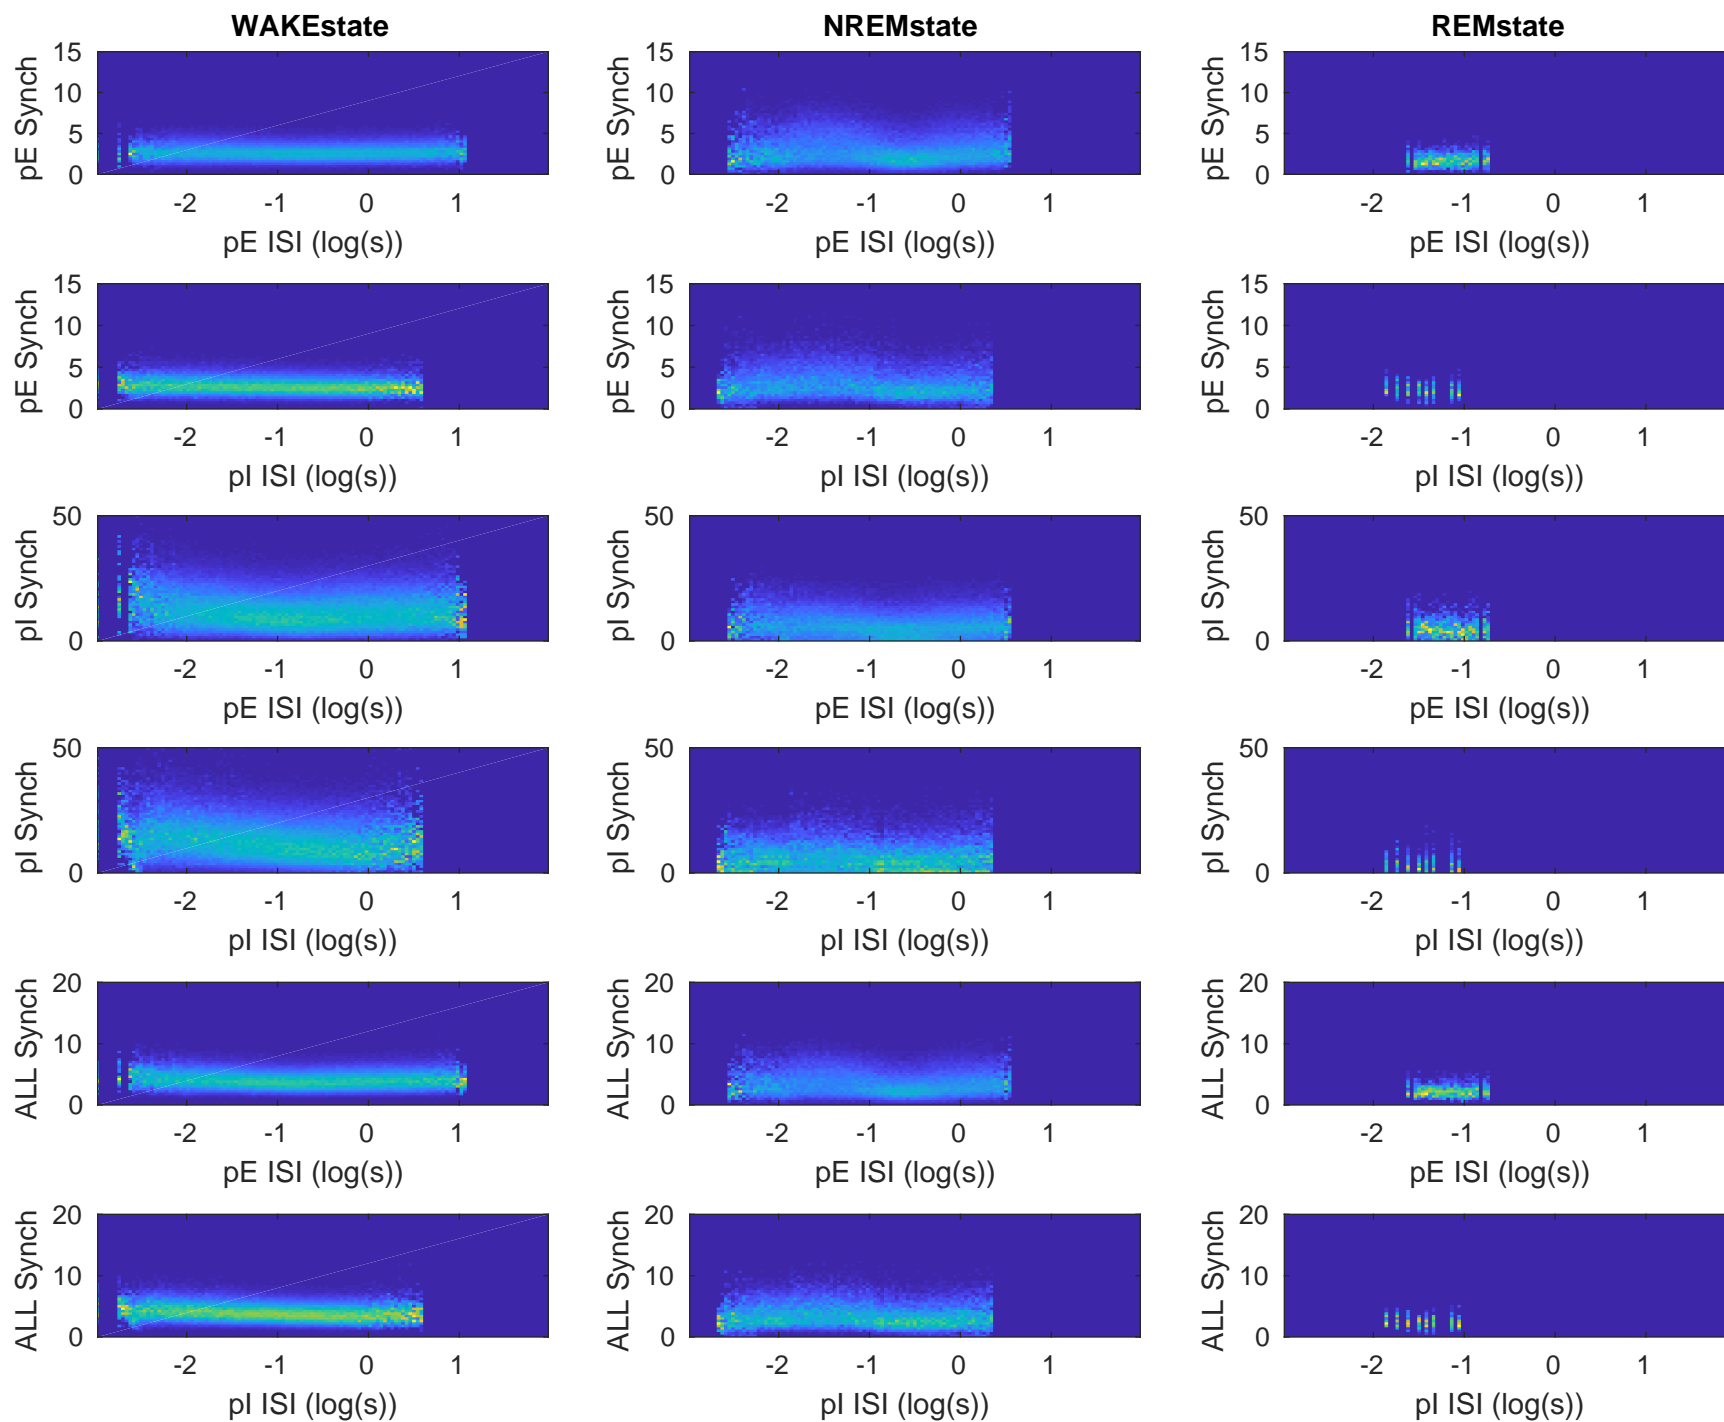 WAKEstate NREMstate REMstate
15 15 15
10 10 10
5 5 5
0 0 0
pE Synch pE Synch pE Synch
-2 -1 0 1 -2 -1 0 1 -2 -1 0 1
pE ISI (log(s)) pE ISI (log(s)) pE ISI (log(s))
15 15 15
10 10 10
5 5 5
0 0 0
pE Synch pE Synch pE Synch
-2 -1 0 1 -2 -1 0 1 -2 -1 0 1
pI ISI (log(s)) pI ISI (log(s)) pI ISI (log(s))
50 50 50
0 0 0
pI Synch pI Synch pI Synch
-2 -1 0 1 -2 -1 0 1 -2 -1 0 1
pE ISI (log(s)) pE ISI (log(s)) pE ISI (log(s))
50 50 50
0 0 0
pI Synch pI Synch pI Synch
-2 -1 0 1 -2 -1 0 1 -2 -1 0 1
pI ISI (log(s)) pI ISI (log(s)) pI ISI (log(s))
20 20 20
10 10 10
0 0 0
ALL Synch ALL Synch ALL Synch
-2 -1 0 1 -2 -1 0 1 -2 -1 0 1
pE ISI (log(s)) pE ISI (log(s)) pE ISI (log(s))
20 20 20
10 10 10
0 0 0
ALL Synch ALL Synch ALL Synch
-2 -1 0 1 -2 -1 0 1 -2 -1 0 1
pI ISI (log(s)) pI ISI (log(s)) pI ISI (log(s))